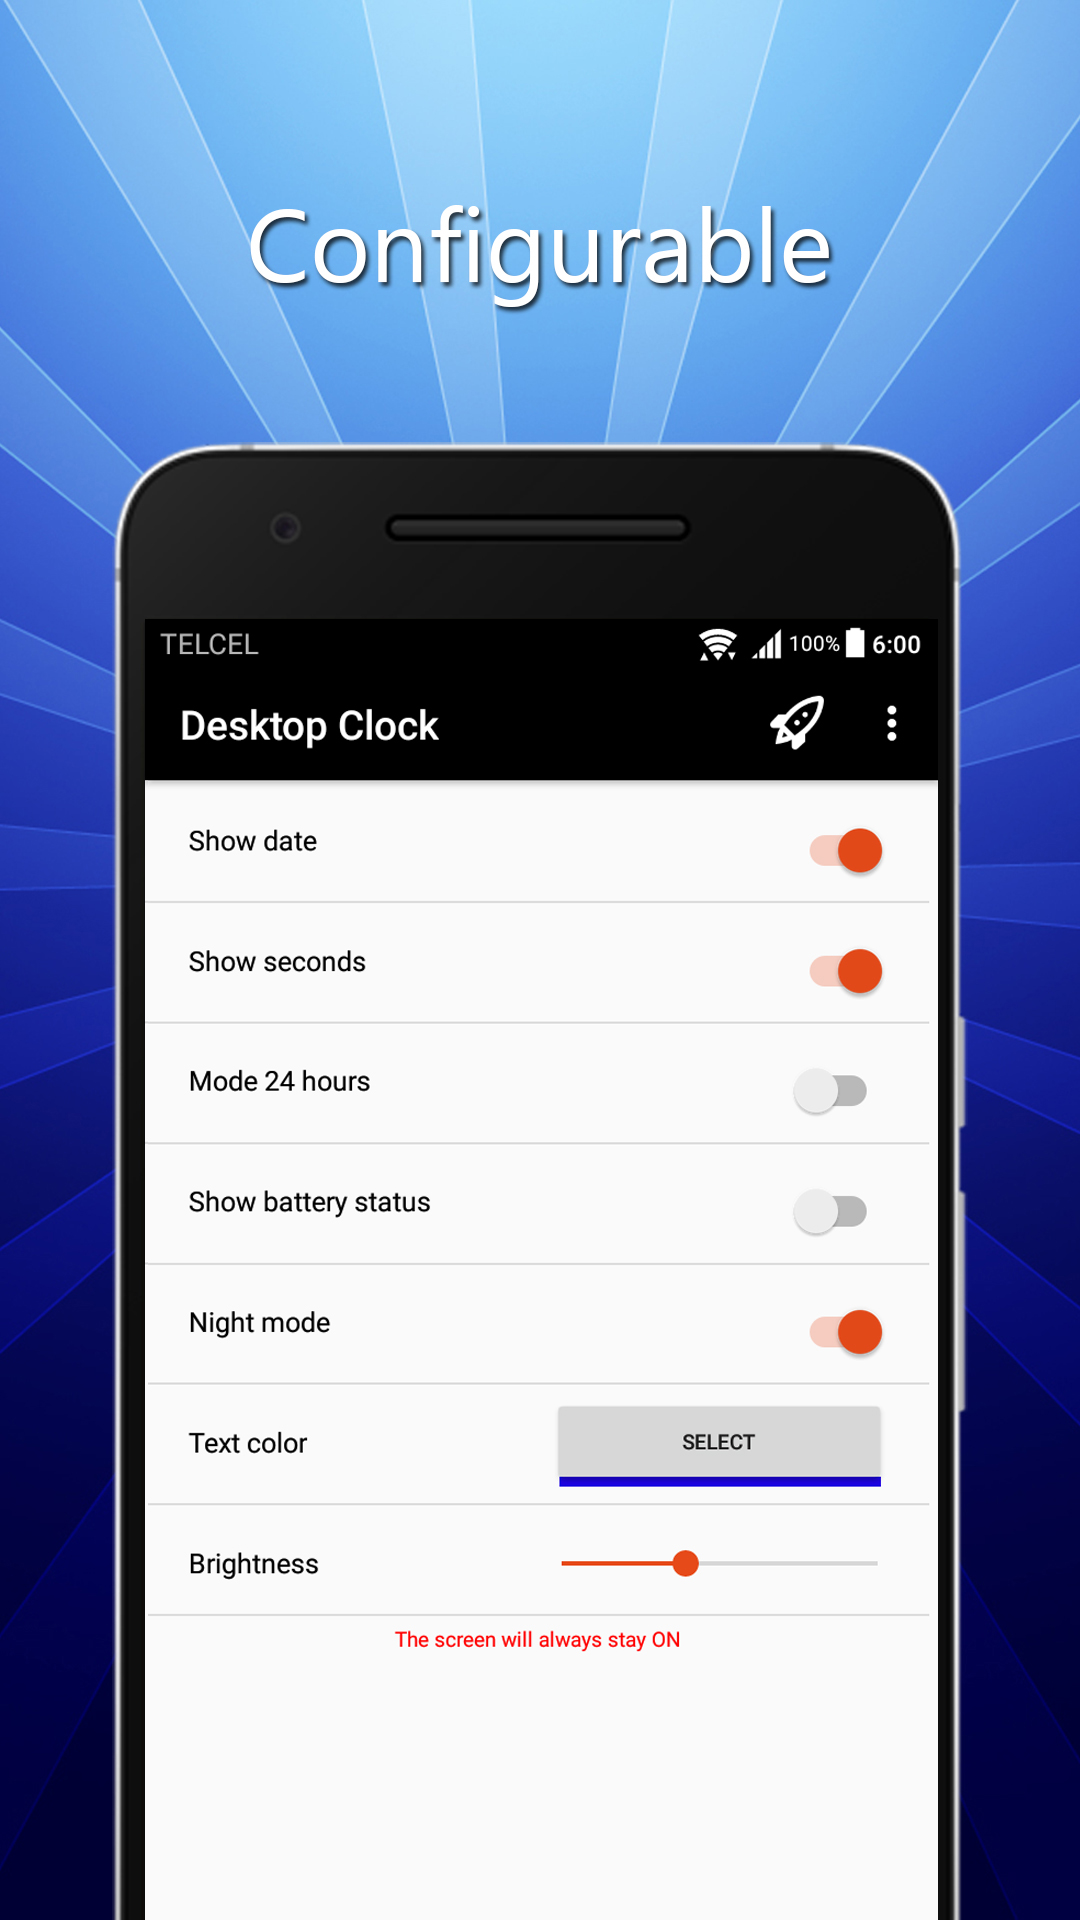 Configurable
TELCEL 100% 6:00
Desktop Clock
Show date
Show seconds
Mode 24 hours
Show battery status
Night mode
Text color SELECT
Brightness
The screen will always stay ON